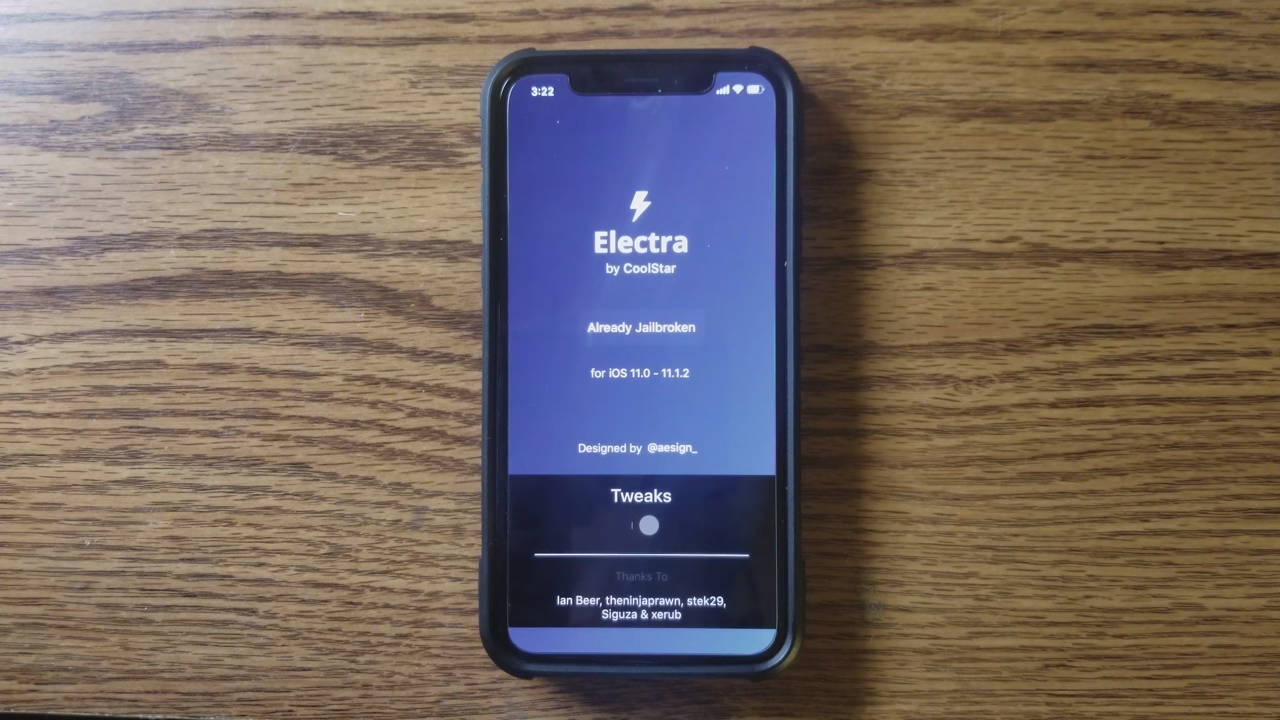 3:22
Electra
by CoolStar
Already Jailbroken
for iOS 11.0 - 11.1.2
Designed by @aesign_
Tweaks
Thanks To
Ian Beer, theninjaprawn, stek29,
Siguza & xerub